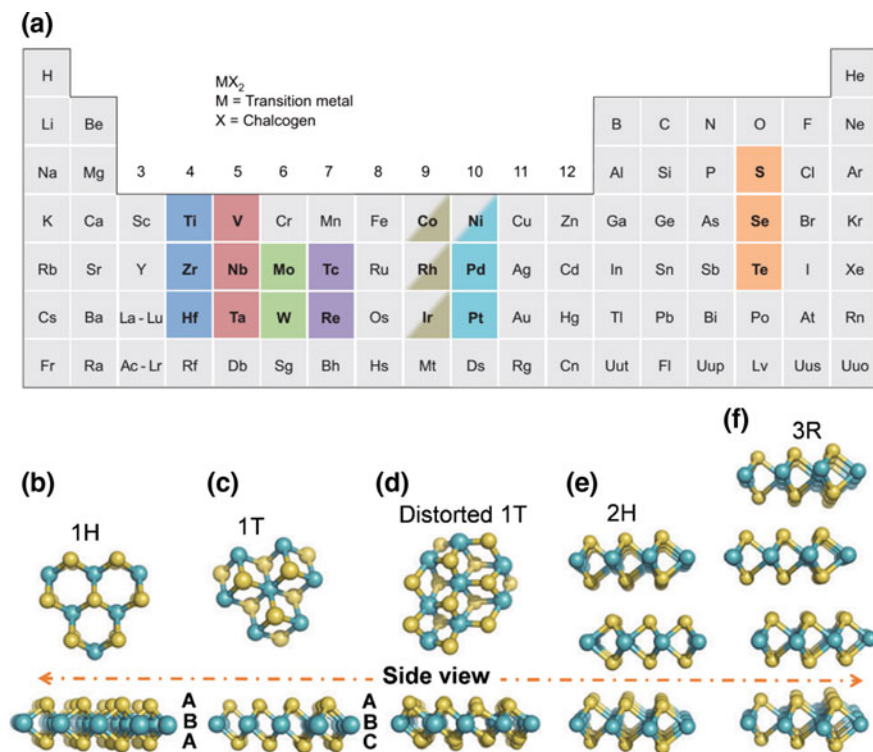 (a)
H He
MX2
M = Transition metal
X = Chalcogen
Li Be B C N O F Ne
Na Mg 3 4 5 6 7 8 9 10 11 12 Al Si P S Cl Ar
K Ca Sc Ti V Cr Mn Fe Co Ni Cu Zn Ga Ge As Se Br Kr
Rb Sr Y Zr Nb Mo Tc Ru Rh Pd Ag Cd In Sn Sb Te I Xe
Cs Ba La - Lu Hf Ta W Re Os Ir Pt Au Hg Tl Pb Bi Po At Rn
Fr Ra Ac - Lr Rf Db Sg Bh Hs Mt Ds Rg Cn Uut Fl Uup Lv Uus Uuo
(f)
3R
(b) (c) (d) (e)
1H 1T Distorted 1T 2H
Side view
A A
B B
A C